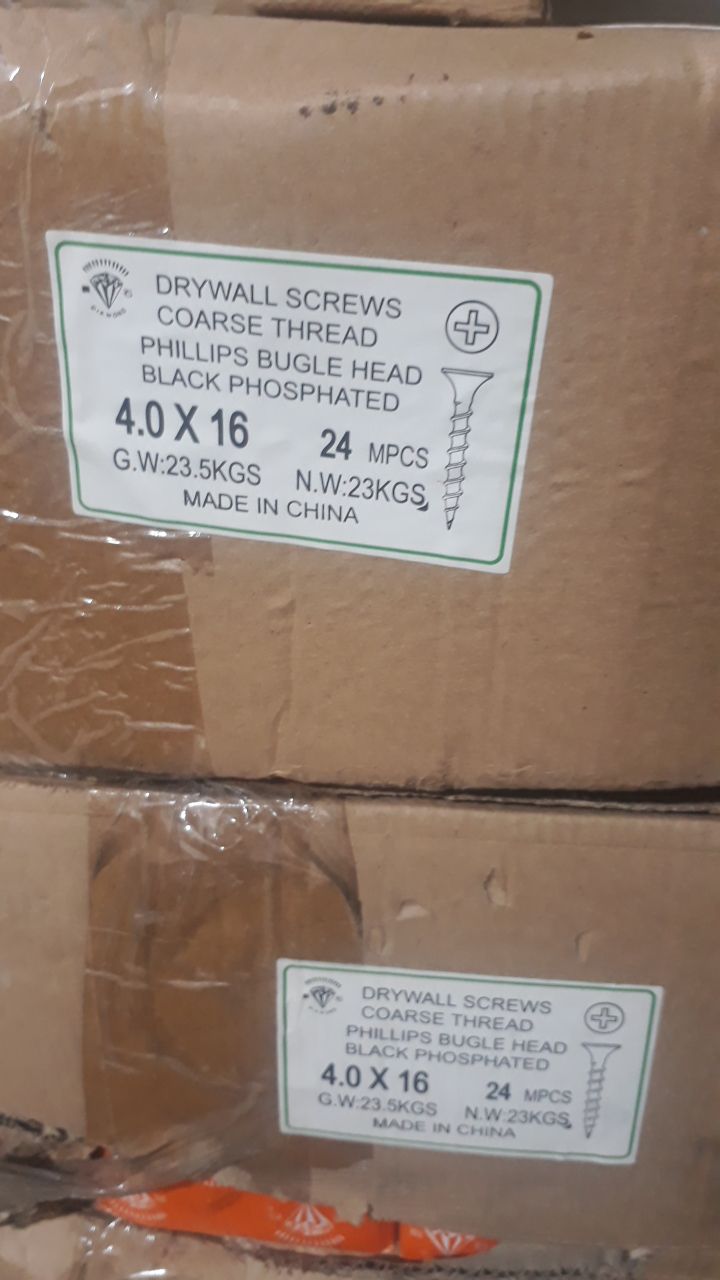 DIAMOND
DRYWALL SCREWS
COARSE THREAD
PHILLIPS BUGLE HEAD
BLACK PHOSPHATED
4.0 X 16 24 MPCS
G.W:23.5KGS N.W:23KGS
MADE IN CHINA
DRYWALL SCREWS
COARSE THREAD
PHILLIPS BUGLE HEAD
BLACK PHOSPHATED
4.0 X 16 24 MPCS
G.W:23.5KGS N.W:23KGS
MADE IN CHINA